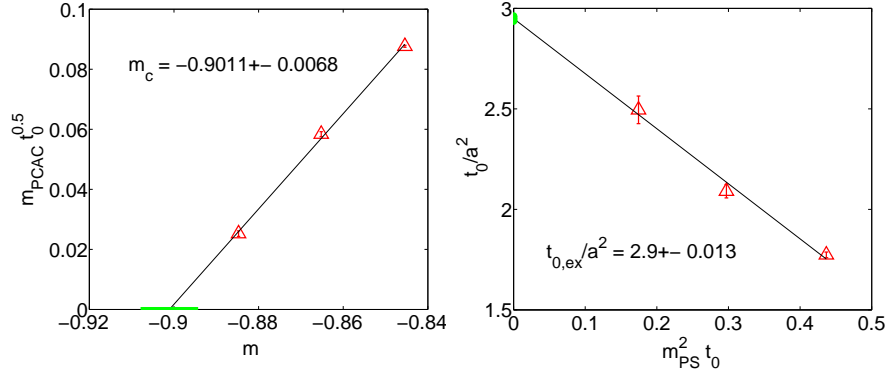 0.1
0.08
0.06
0.04
0.02
0
m_PCAC t_0^0.5
m_c = −0.9011+− 0.0068
−0.92 −0.9 −0.88 −0.86 −0.84
m
3
2.5
2
1.5
t_0/a^2
t_0,ex/a^2 = 2.9+− 0.013
0 0.1 0.2 0.3 0.4 0.5
m_PS^2 t_0